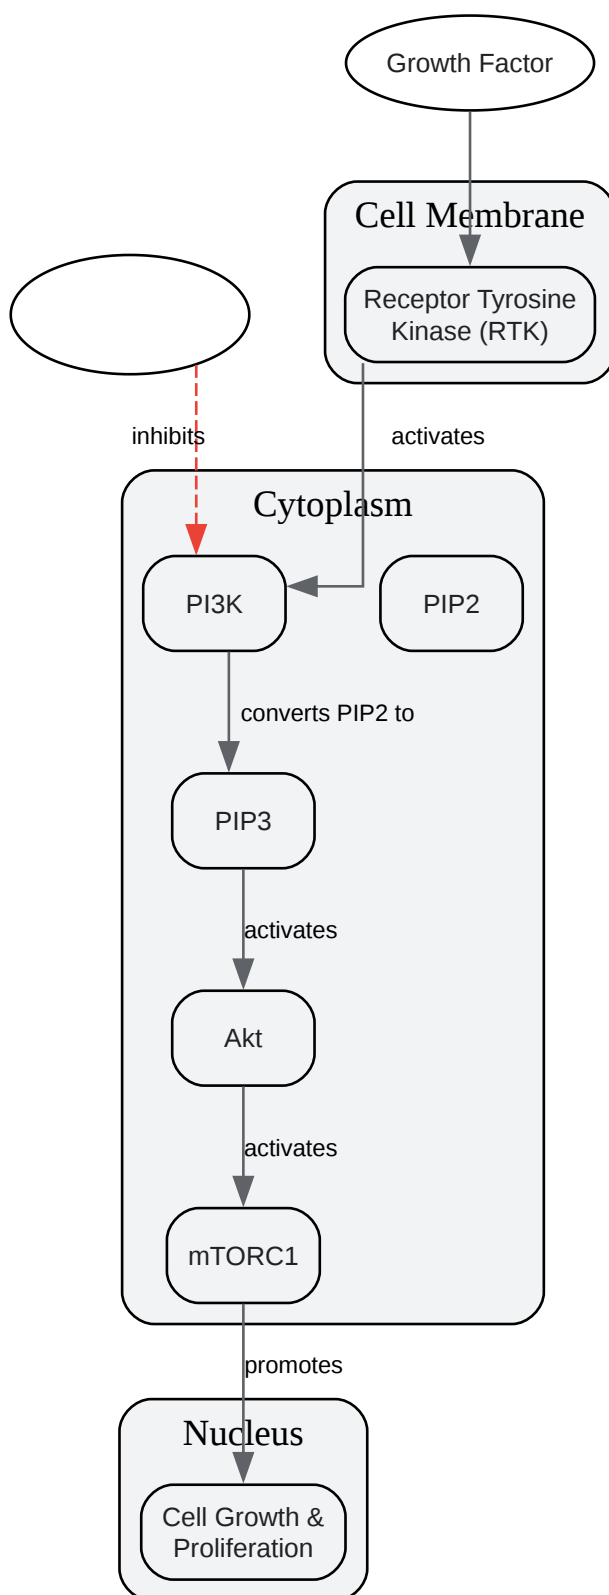 Growth Factor
Cell Membrane
Receptor Tyrosine
Kinase (RTK)
inhibits
activates
Cytoplasm
PI3K
PIP2
converts PIP2 to
PIP3
activates
Akt
activates
mTORC1
promotes
Nucleus
Cell Growth &
Proliferation